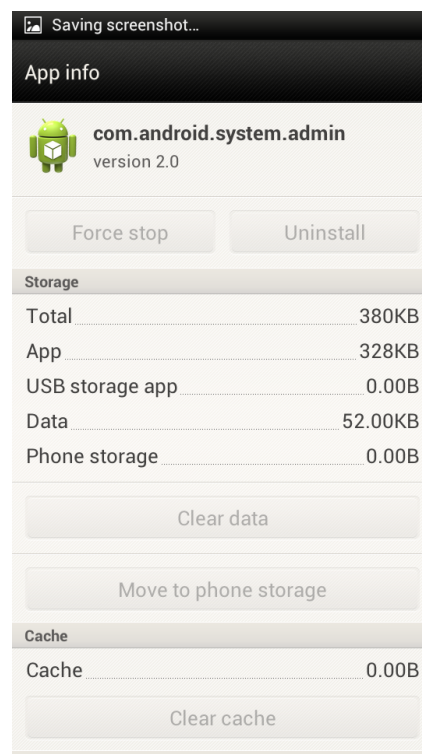 Saving screenshot...
App info
com.android.system.admin
version 2.0
Force stop Uninstall
Storage
Total 380KB
App 328KB
USB storage app 0.00B
Data 52.00KB
Phone storage 0.00B
Clear data
Move to phone storage
Cache
Cache 0.00B
Clear cache